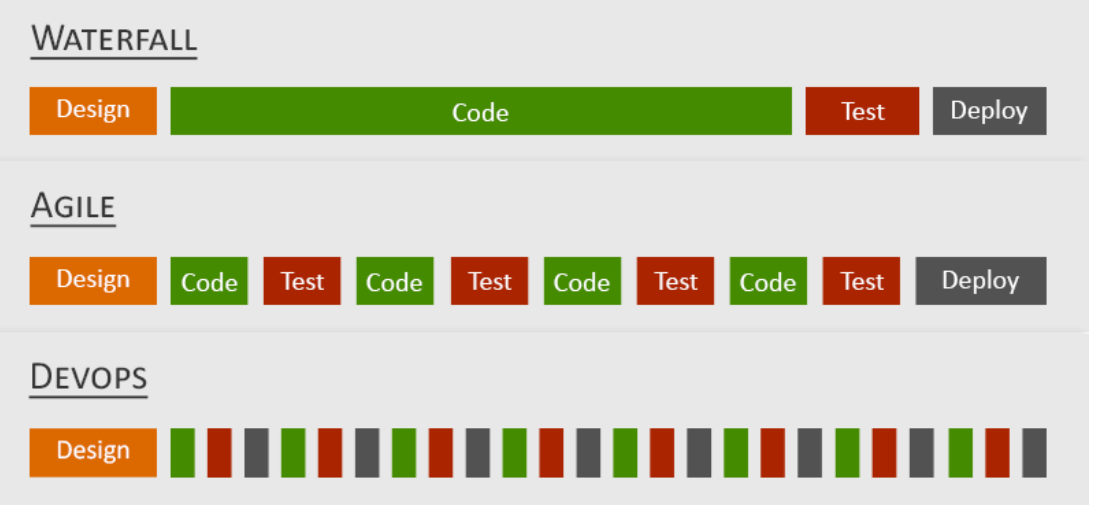 WATERFALL
Design Code Test Deploy
AGILE
Design Code Test Code Test Code Test Code Test Deploy
DEVOPS
Design